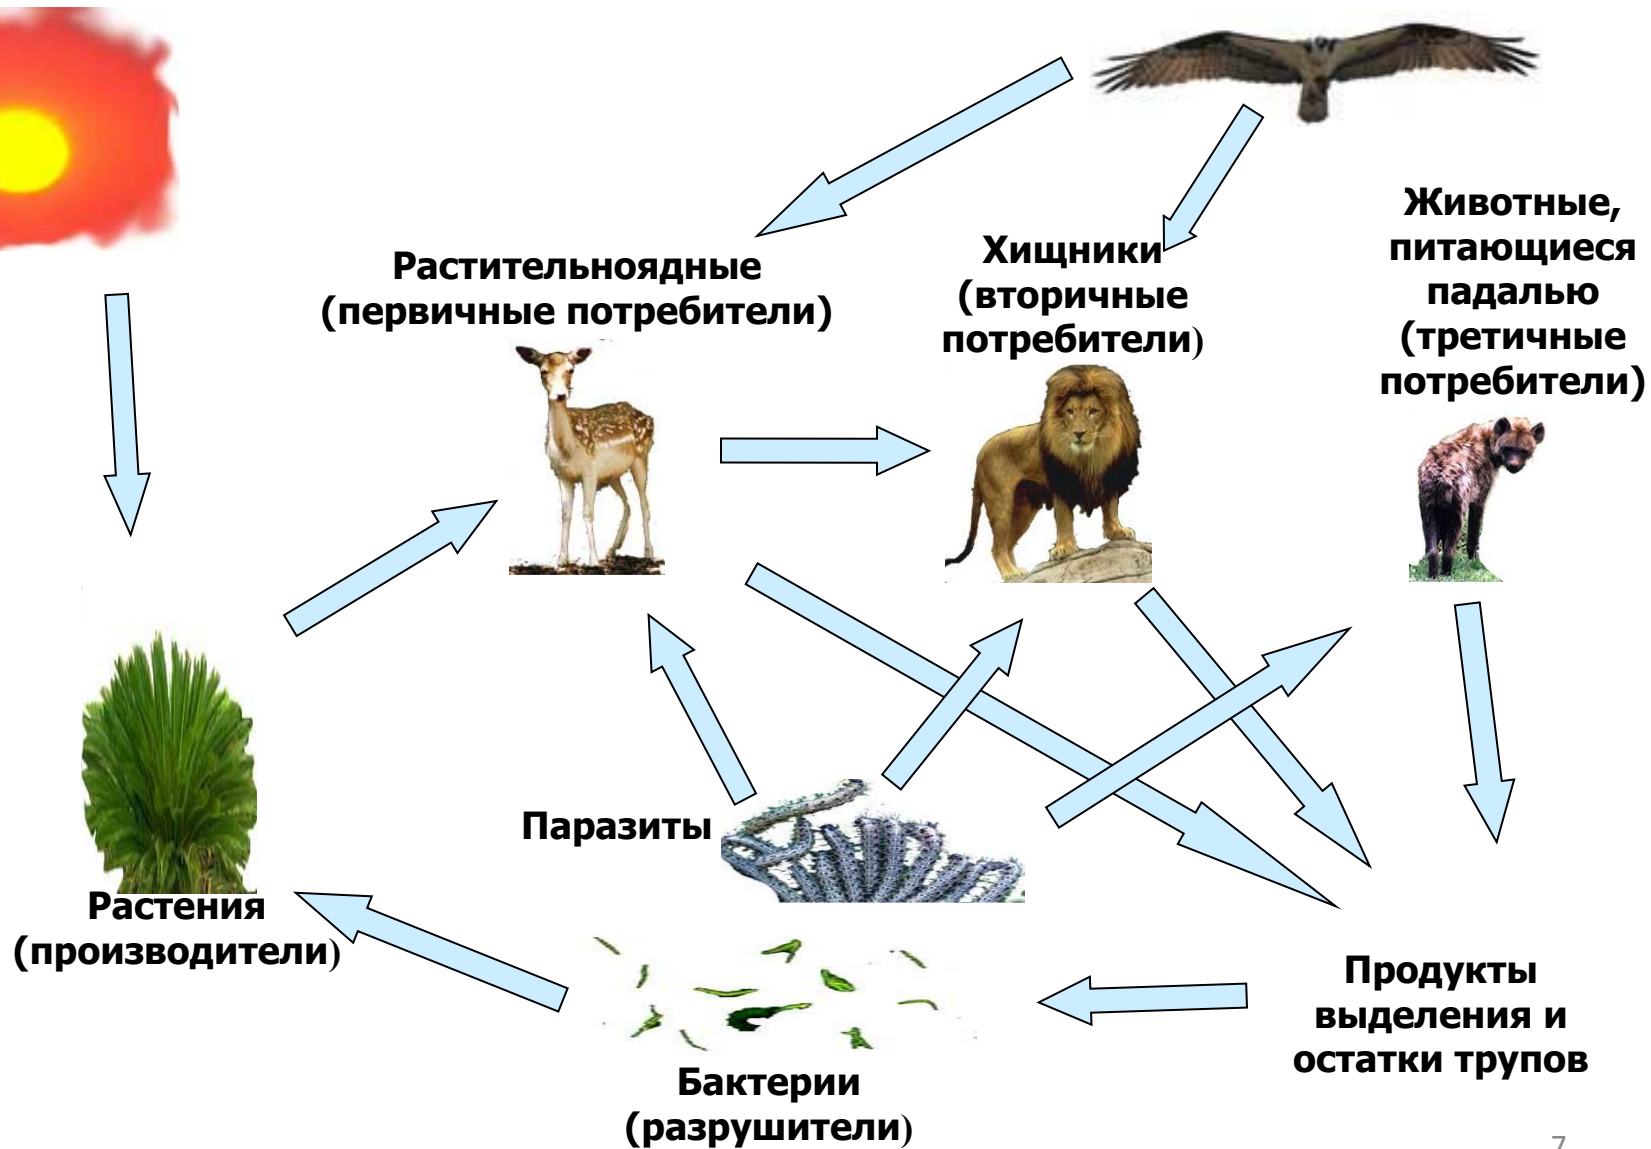 Животные,
питающиеся
падалью
(третичные
потребители)
Хищники
(вторичные
потребители)
Растительноядные
(первичные потребители)
Паразиты
Растения
(производители)
Продукты
выделения и
остатки трупов
Бактерии
(разрушители)
7